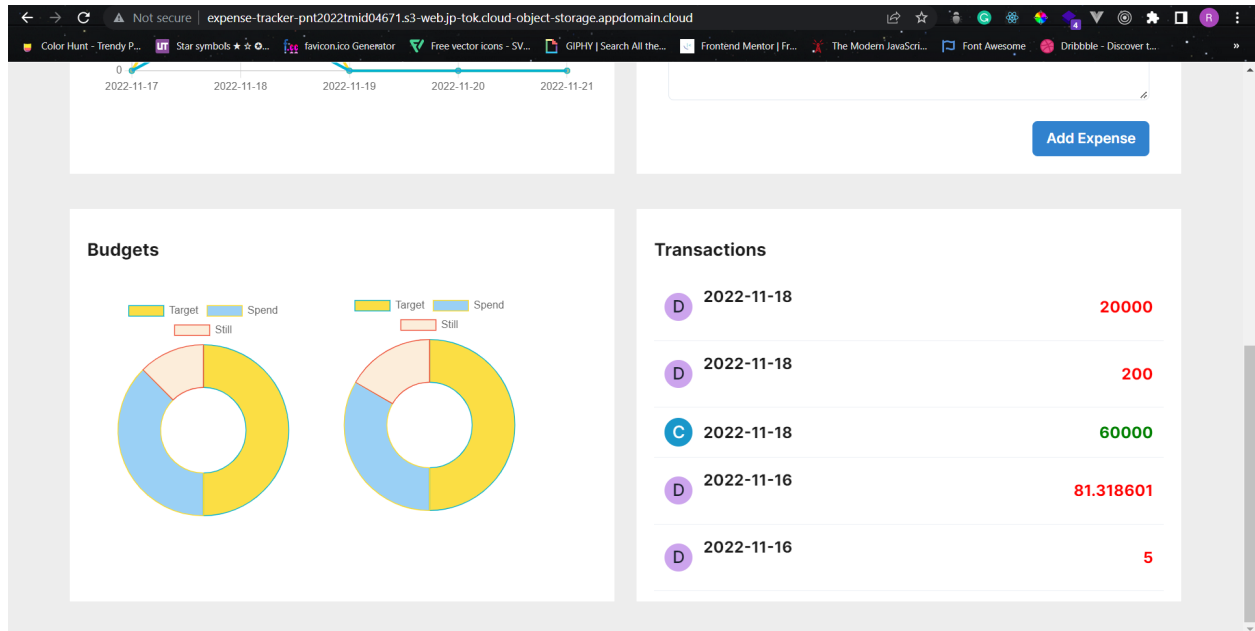 Not secure | expense-tracker-pnt2022tmid04671.s3-web.jp-tok.cloud-object-storage.appdomain.cloud
4
R
Color Hunt - Trendy P...
UT Star symbols ★ ☆ ✪...
favicon.ico Generator
Free vector icons - SV...
GIPHY | Search All the...
Frontend Mentor | Fr...
The Modern JavaScri...
Font Awesome
Dribbble - Discover t...
»
0
2022-11-17 2022-11-18 2022-11-19 2022-11-20 2022-11-21
Add Expense
Budgets
Target Spend
Still
Target Spend
Still
Transactions
D 2022-11-18 20000
D 2022-11-18 200
C 2022-11-18 60000
D 2022-11-16 81.318601
D 2022-11-16 5